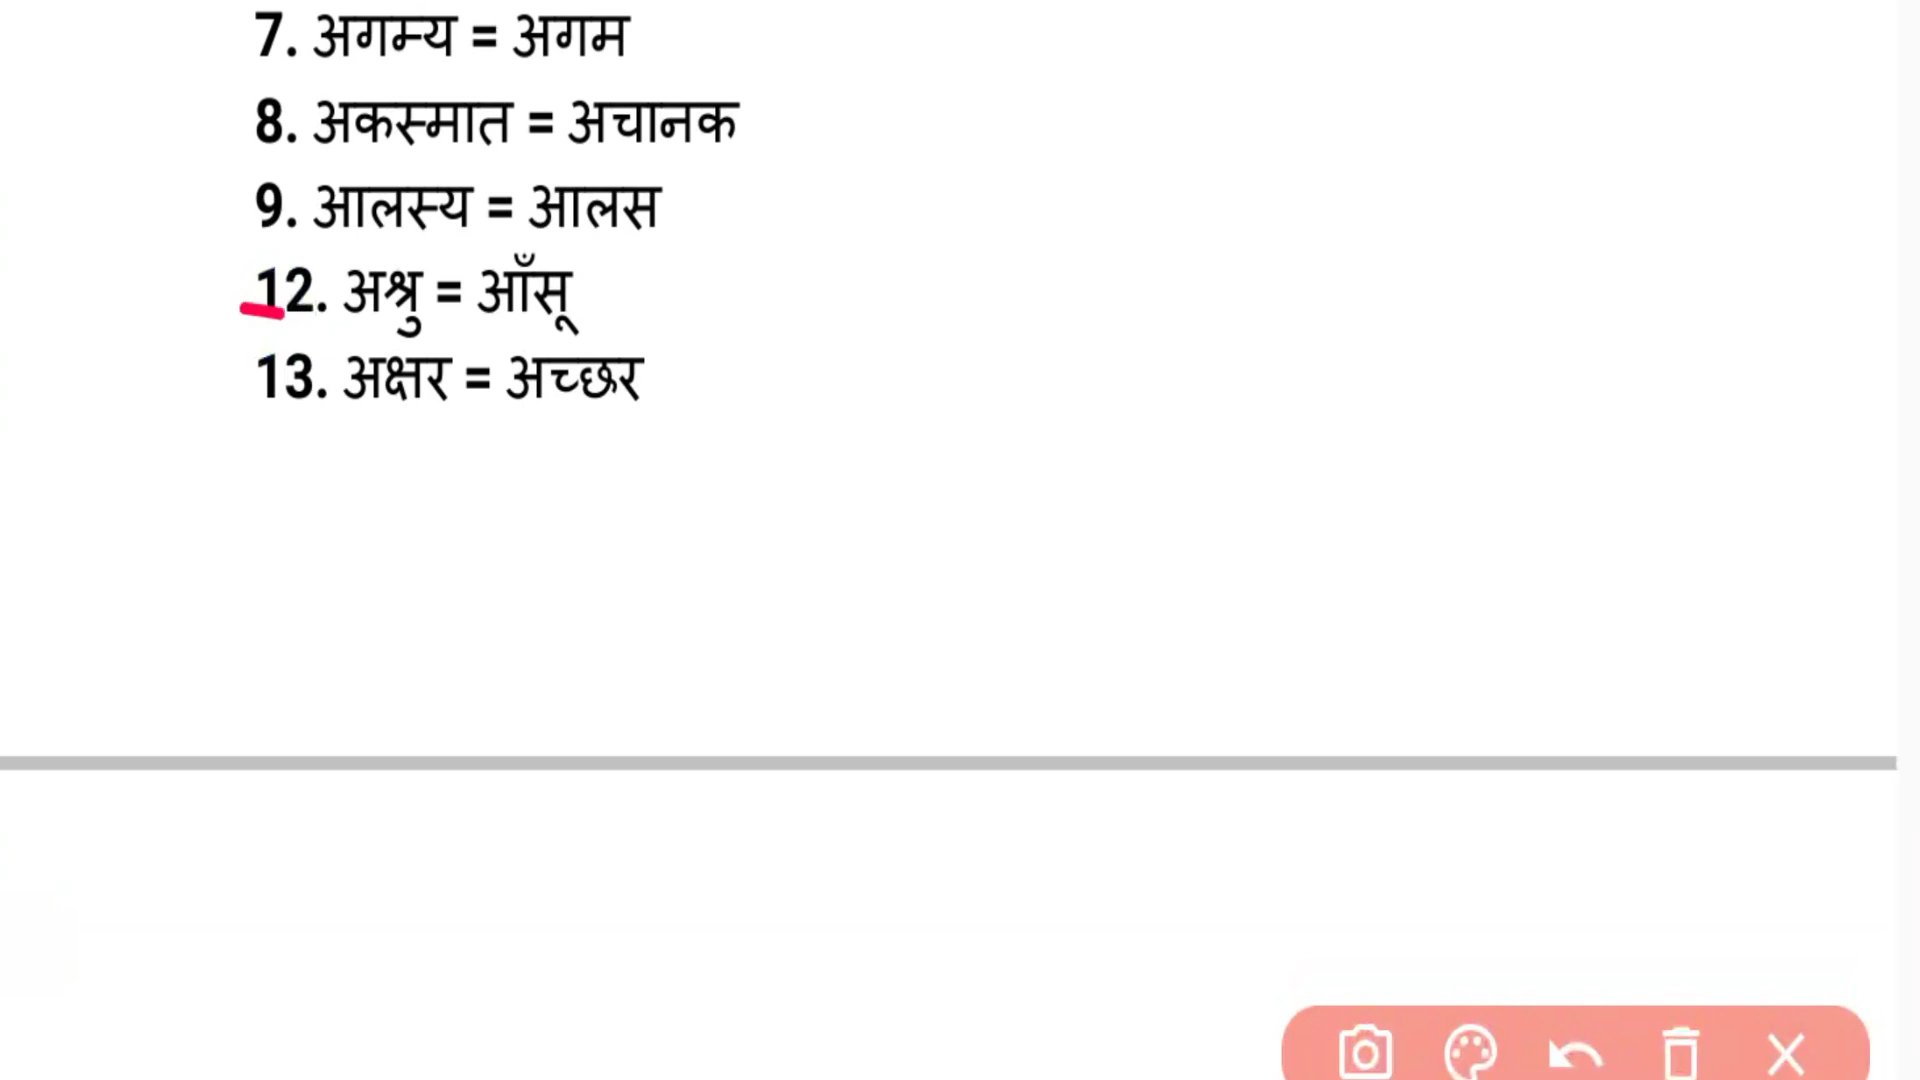 7. अगम्य = अगम
8. अकस्मात = अचानक
9. आलस्य = आलस
12. अश्रु = आँसू
13. अक्षर = अच्छर